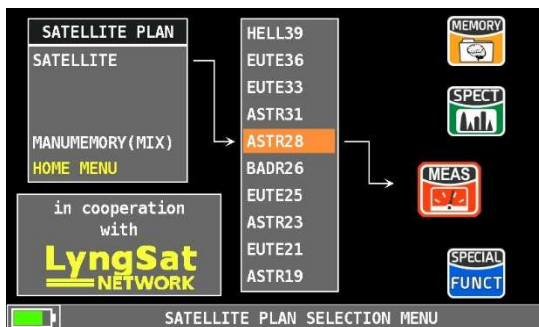 SATELLITE PLAN
SATELLITE
MANUMEMORY(MIX)
HOME MENU
in cooperation
with
LyngSat
NETWORK
HELL39
EUTE36
EUTE33
ASTR31
ASTR28
BADR26
EUTE25
ASTR23
EUTE21
ASTR19
MEMORY
SPECT
MEAS
SPECIAL
FUNCT
SATELLITE PLAN SELECTION MENU